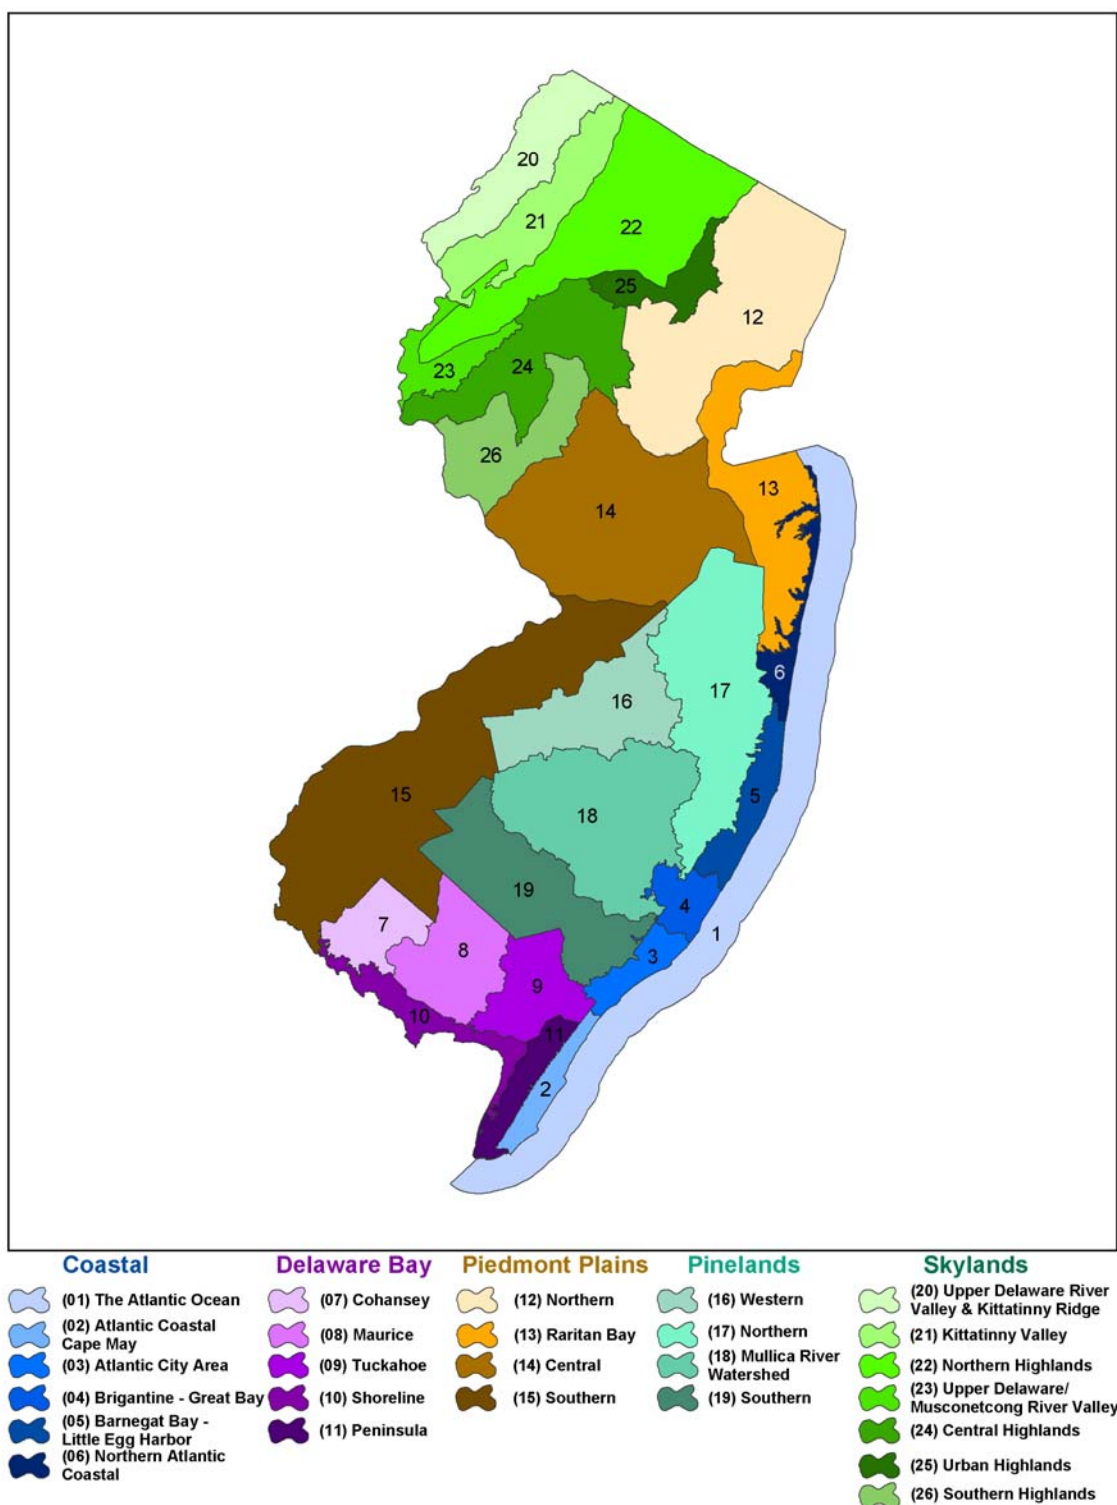 20
21
22
25
12
23
24
26
13
14
6
17
16
5
15
18
19
4
7
1
8
3
9
10
11
2
Coastal
(01) The Atlantic Ocean
(02) Atlantic Coastal
Cape May
(03) Atlantic City Area
(04) Brigantine - Great Bay
(05) Barnegat Bay -
Little Egg Harbor
(06) Northern Atlantic
Coastal
Delaware Bay
(07) Cohansey
(08) Maurice
(09) Tuckahoe
(10) Shoreline
(11) Peninsula
Piedmont Plains
(12) Northern
(13) Raritan Bay
(14) Central
(15) Southern
Pinelands
(16) Western
(17) Northern
(18) Mullica River
Watershed
(19) Southern
Skylands
(20) Upper Delaware River
Valley & Kittatinny Ridge
(21) Kittatinny Valley
(22) Northern Highlands
(23) Upper Delaware/
Musconetcong River Valley
(24) Central Highlands
(25) Urban Highlands
(26) Southern Highlands